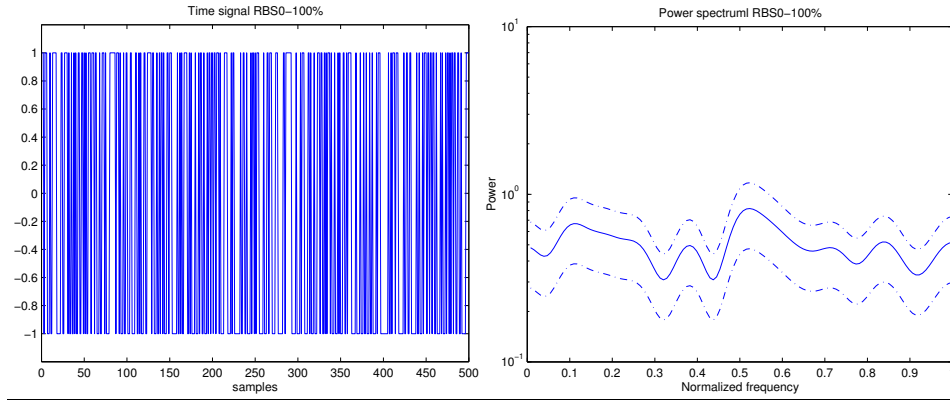 Time signal RBS0−100%
1
0.8
0.6
0.4
0.2
0
−0.2
−0.4
−0.6
−0.8
−1
0 50 100 150 200 250 300 350 400 450 500
samples
Power spectruml RBS0−100%
10^1
10^0
10^−1
Power
0 0.1 0.2 0.3 0.4 0.5 0.6 0.7 0.8 0.9
Normalized frequency